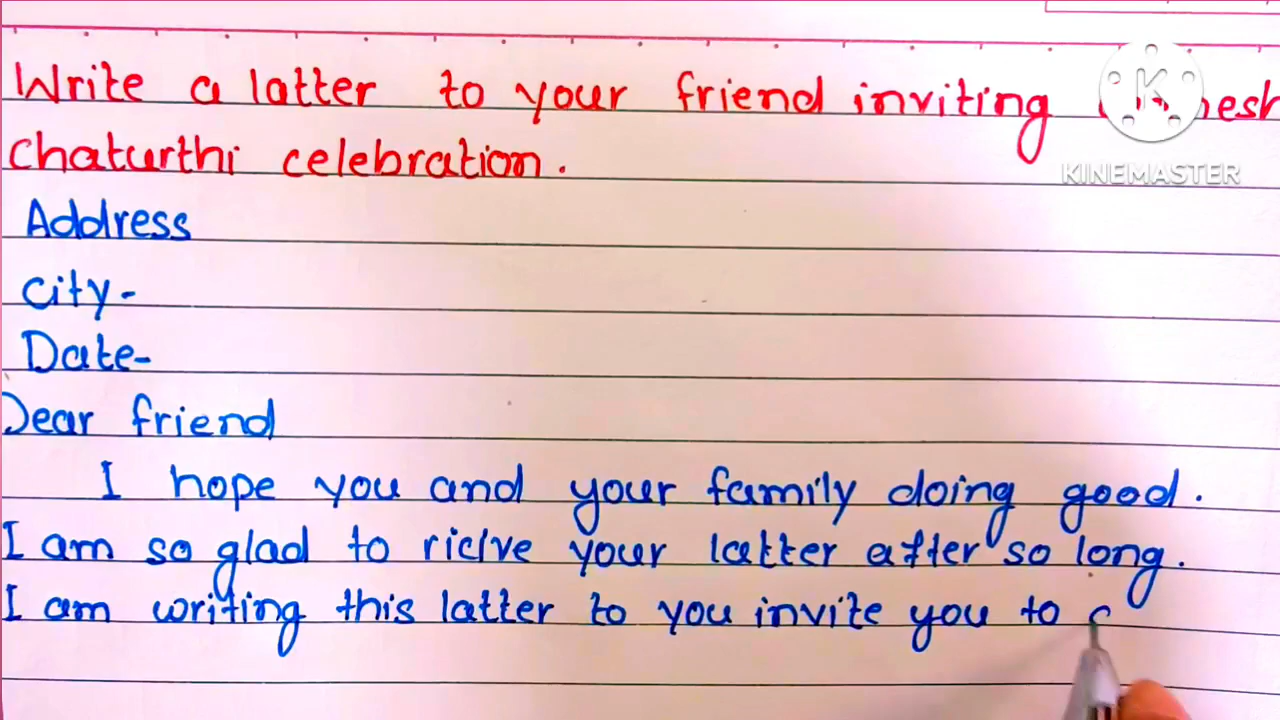 Write a latter to your friend inviting
chaturthi celebration.
KINEMASTER
Address
City-
Date-
Dear friend
I hope you and your family doing good.
I am so glad to ricive your latter after so long.
I am writing this latter to you invite you to